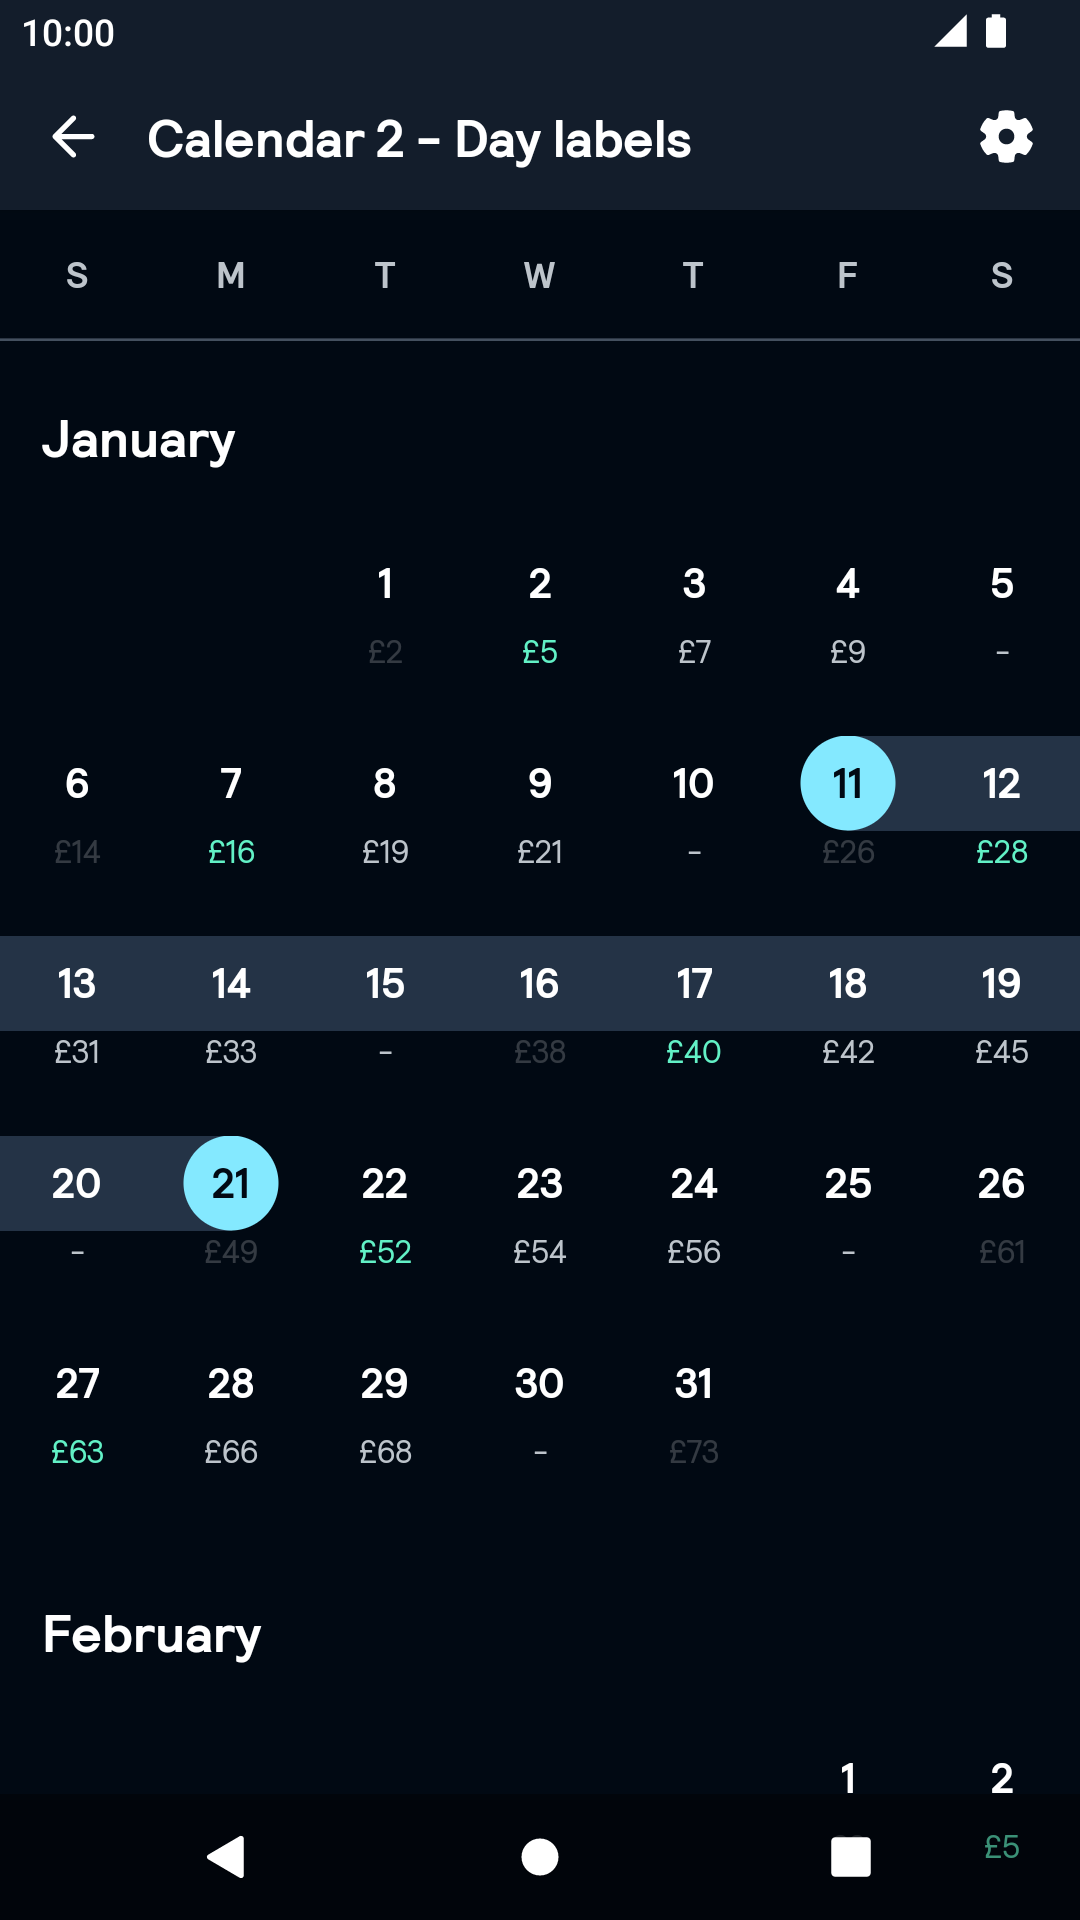 10:00
Calendar 2 – Day labels
S M T W T F S
January
1 2 3 4 5
£2 £5 £7 £9 –
6 7 8 9 10 11 12
£14 £16 £19 £21 – £26 £28
13 14 15 16 17 18 19
£31 £33 – £38 £40 £42 £45
20 21 22 23 24 25 26
– £49 £52 £54 £56 – £61
27 28 29 30 31
£63 £66 £68 – £73
February
1 2
£5